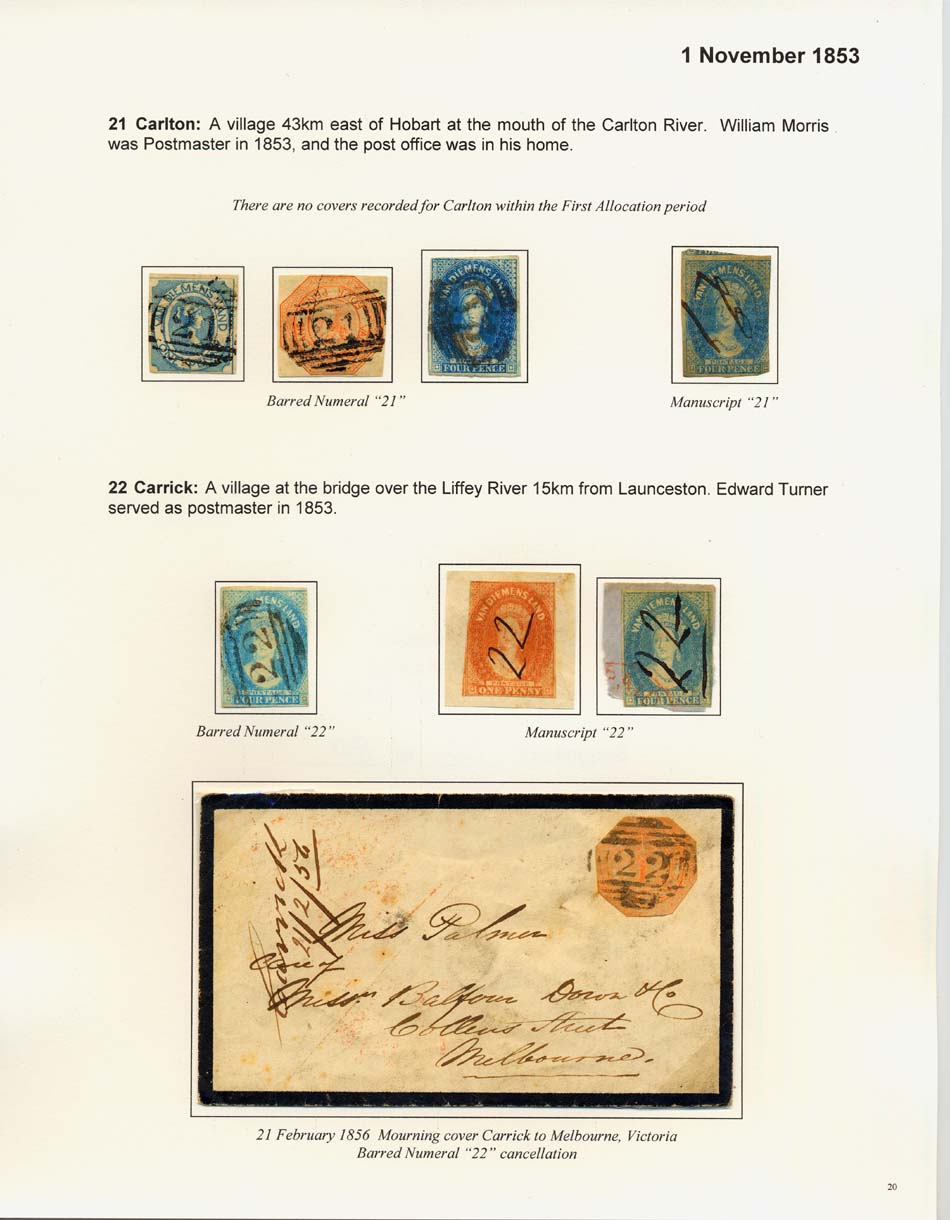 1 November 1853
21 Carlton: A village 43km east of Hobart at the mouth of the Carlton River. William Morris
was Postmaster in 1853, and the post office was in his home.
There are no covers recorded for Carlton within the First Allocation period
VAN DIEMENS LAND
21
VAN DIEMENS LAND
FOUR PENCE
VAN DIEMENS LAND
POSTAGE
FOUR PENCE
Barred Numeral “21”
Manuscript “21”
22 Carrick: A village at the bridge over the Liffey River 15km from Launceston. Edward Turner
served as postmaster in 1853.
22
POSTAGE
FOUR PENCE
VAN DIEMENS LAND
22
POSTAGE
ONE PENNY
VAN DIEMENS LAND
22
POSTAGE
FOUR PENCE
Barred Numeral “22”
Manuscript “22”
Carrick
21/2/56
22
Miss Palmer
Care of
Messrs Balfour Down & Co
Collins Street
Melbourne.
21 February 1856 Mourning cover Carrick to Melbourne, Victoria
Barred Numeral “22” cancellation
20